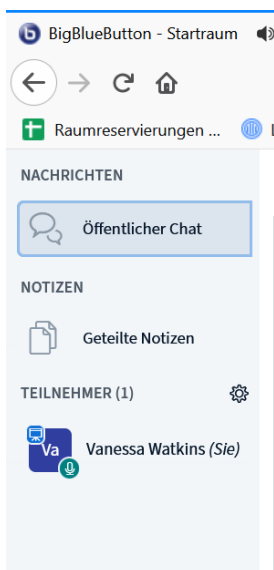 BigBlueButton - Startraum
Raumreservierungen ...
NACHRICHTEN
Öffentlicher Chat
NOTIZEN
Geteilte Notizen
TEILNEHMER (1)
Va Vanessa Watkins (Sie)